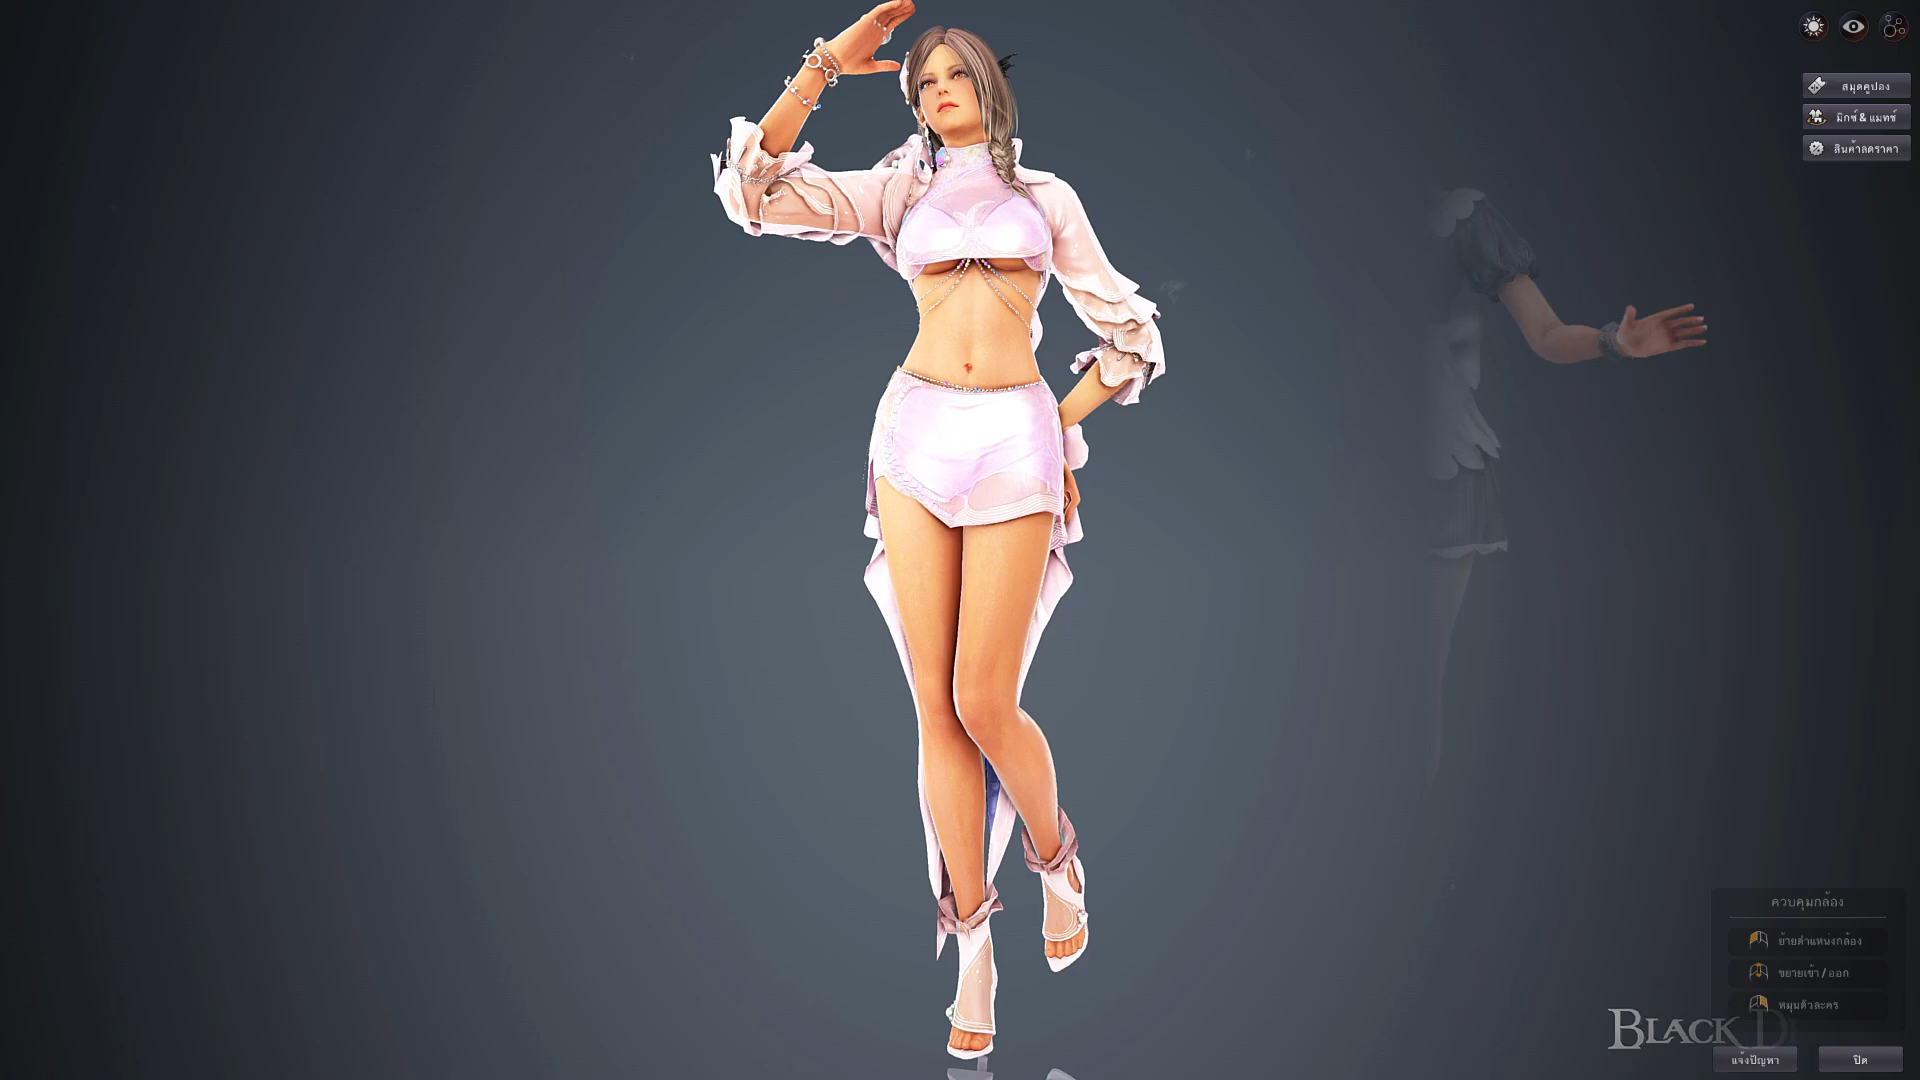 สมุดคูปอง
มิกซ์ & แมทช์
สินค้าลดราคา
ควบคุมกล้อง
ย้ายตำแหน่งกล้อง
ขยายเข้า / ออก
หมุนตัวละคร
BLACK D
แจ้งปัญหา
ปิด